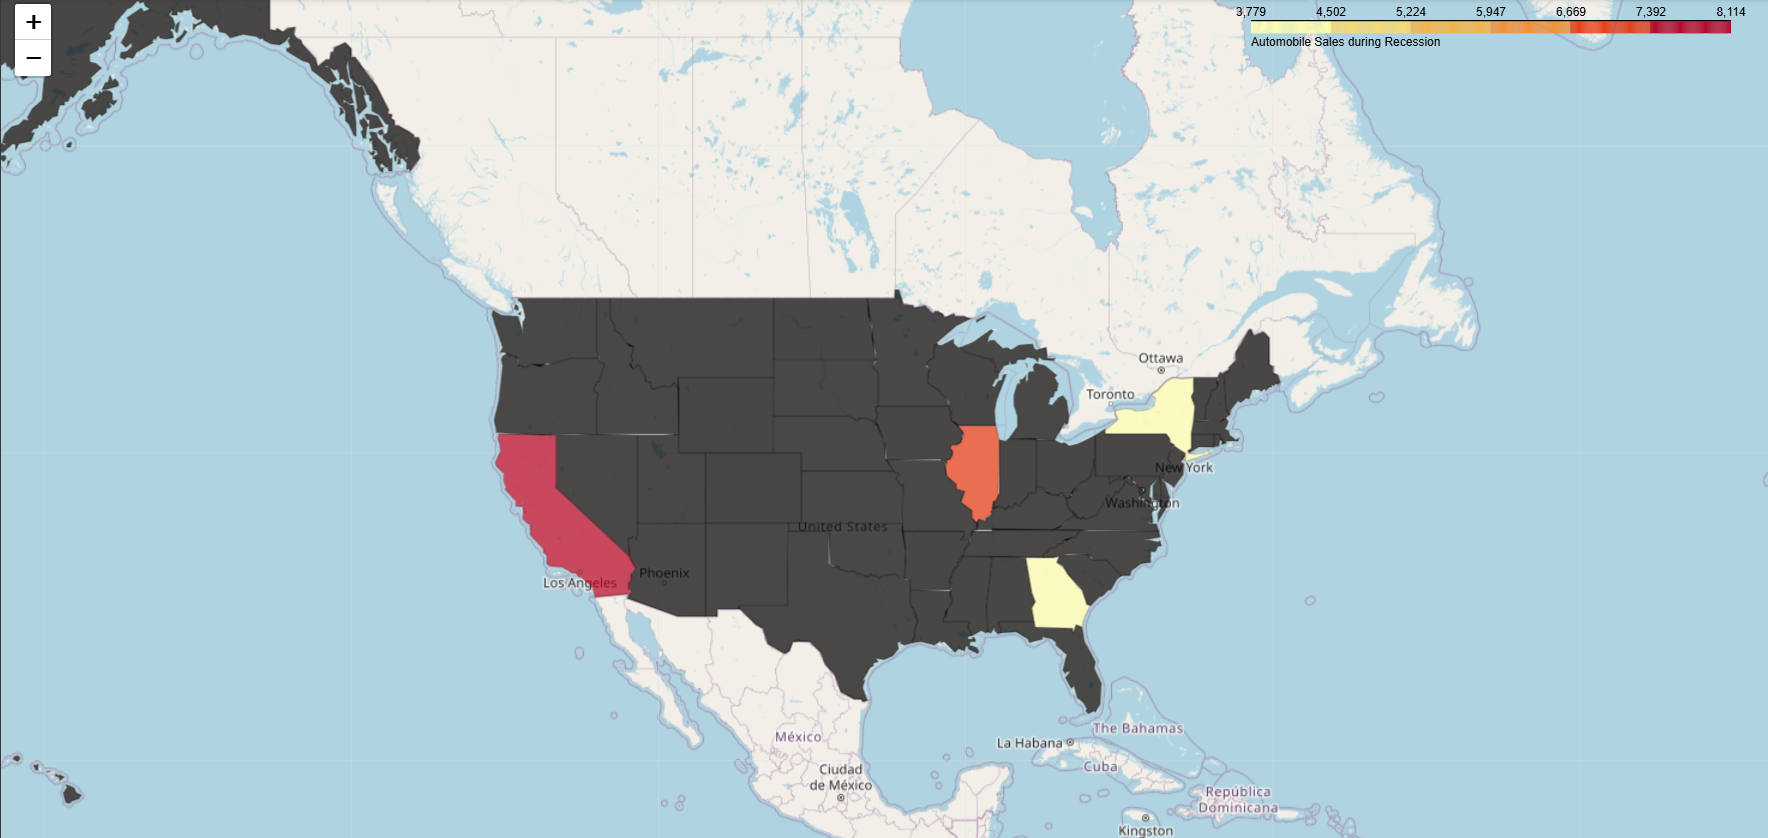 +
−
3,779 4,502 5,224 5,947 6,669 7,392 8,114
Automobile Sales during Recession
Ottawa
Toronto
New York
Washington
United States
Phoenix
Los Angeles
The Bahamas
México
La Habana
Cuba
Ciudad
de México
República
Dominicana
Kingston